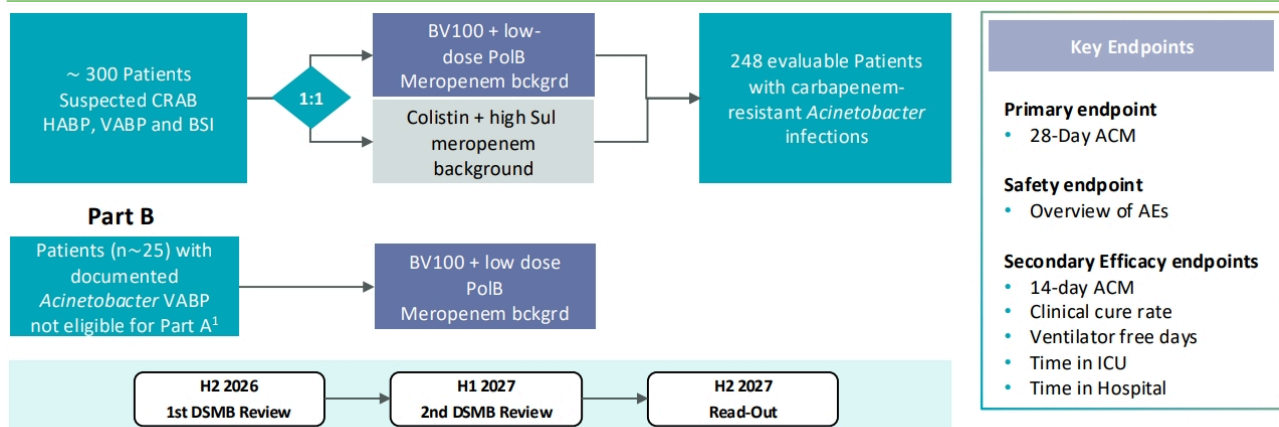 ~ 300 Patients
Suspected CRAB
HABP, VABP and BSI
1:1
BV100 + low-
dose PolB
Meropenem bckgrd
Colistin + high Sul
meropenem
background
248 evaluable Patients
with carbapenem-
resistant Acinetobacter
infections
Part B
Patients (n~25) with
documented
Acinetobacter VABP
not eligible for Part A1
BV100 + low dose
PolB
Meropenem bckgrd
H2 2026
1st DSMB Review
H1 2027
2nd DSMB Review
H2 2027
Read-Out
Key Endpoints
Primary endpoint
• 28-Day ACM
Safety endpoint
• Overview of AEs
Secondary Efficacy endpoints
• 14-day ACM
• Clinical cure rate
• Ventilator free days
• Time in ICU
• Time in Hospital